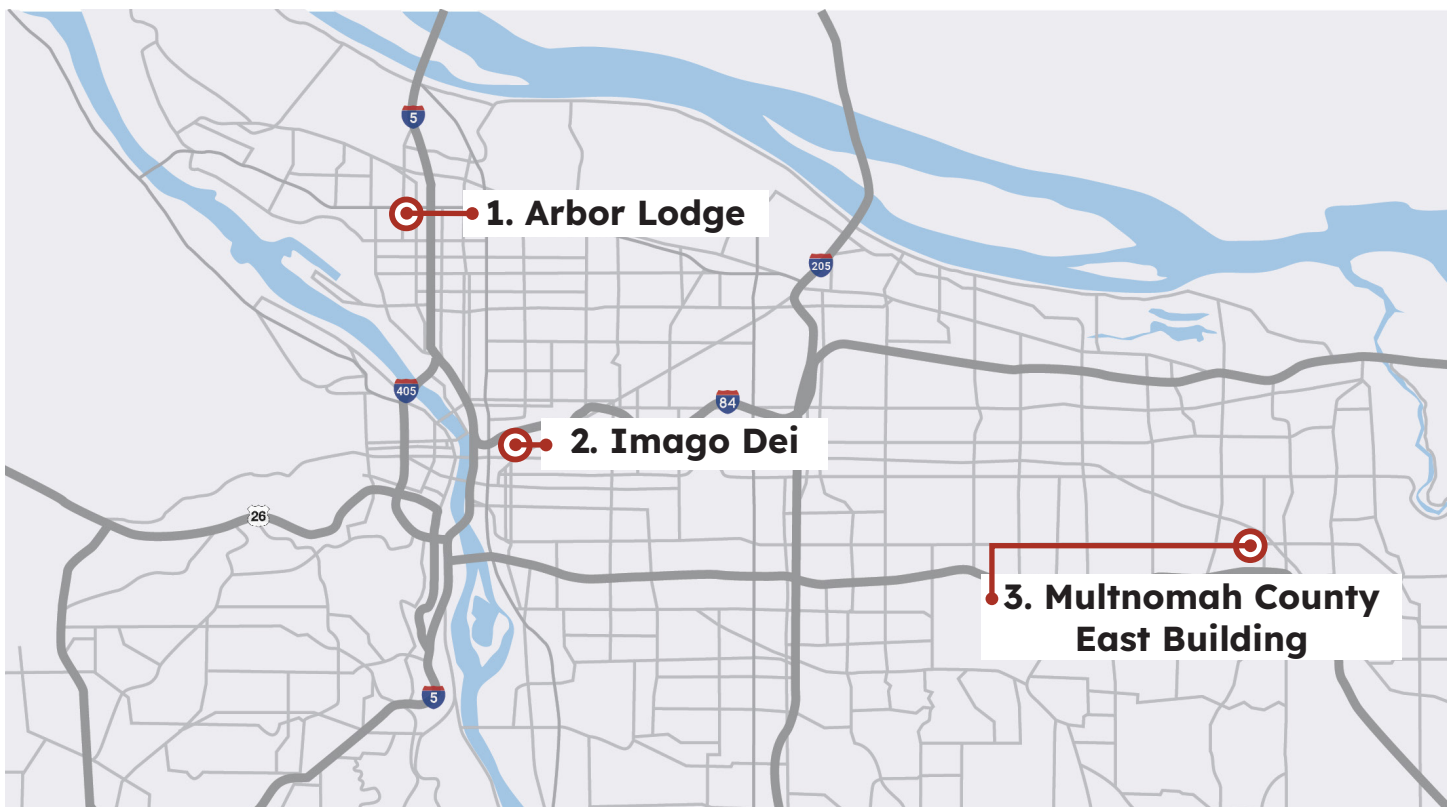 5
1. Arbor Lodge
205
405
84
2. Imago Dei
26
3. Multnomah County
East Building
5